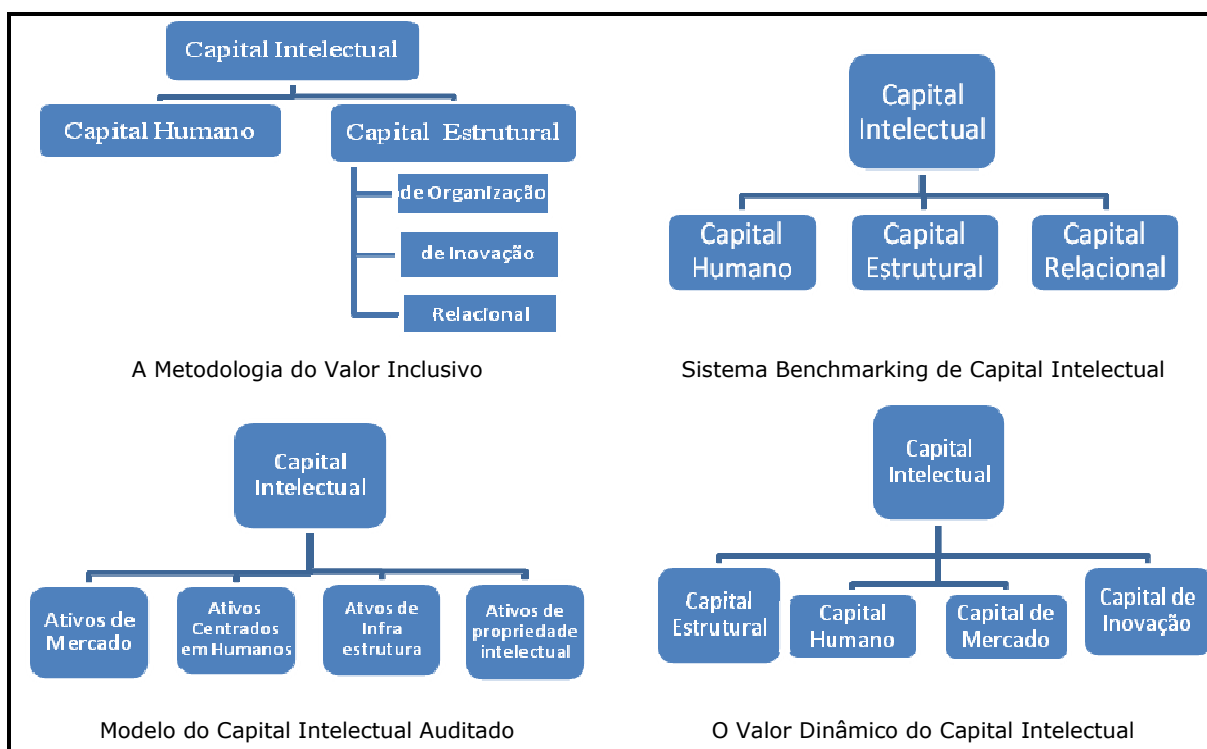 Capital Intelectual
Capital Humano
Capital Estrutural
de Organização
de Inovação
Relacional
A Metodologia do Valor Inclusivo
Capital
Intelectual
Capital
Humano
Capital
Estrutural
Capital
Relacional
Sistema Benchmarking de Capital Intelectual
Capital
Intelectual
Ativos de
Mercado
Ativos
Centrados
em Humanos
Atvos de
Infra
estrutura
Ativos de
propriedade
intelectual
Modelo do Capital Intelectual Auditado
Capital
Intelectual
Capital
Estrutural
Capital
Humano
Capital de
Mercado
Capital de
Inovação
O Valor Dinâmico do Capital Intelectual